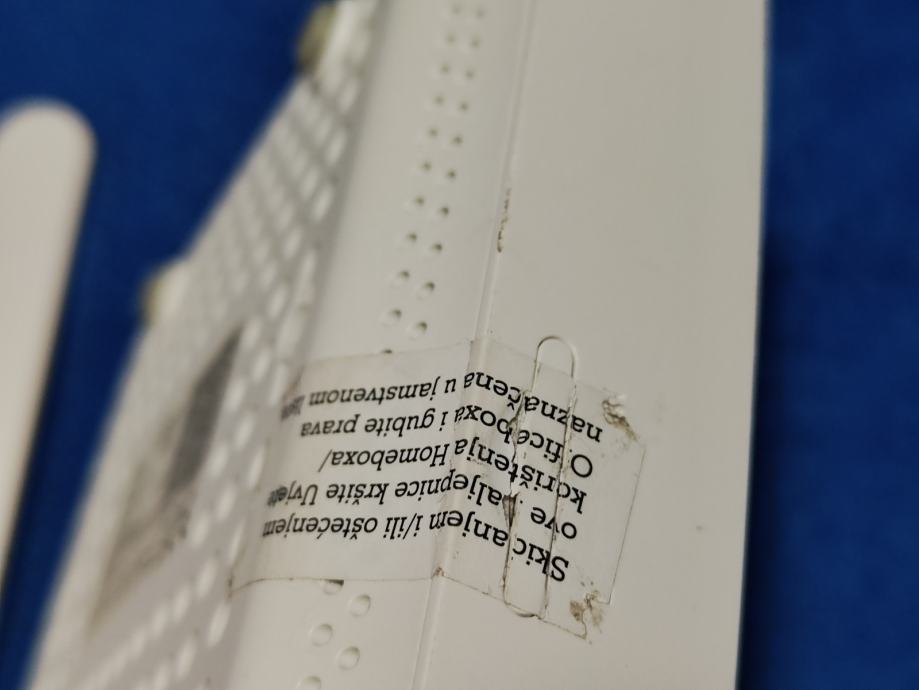 Skidanjem i/ili oštećenjem
ove naljepnice kršite Uvjete
korištenja Homeboxa/
Officeboxa i gubite prava
naznačena u jamstvenom